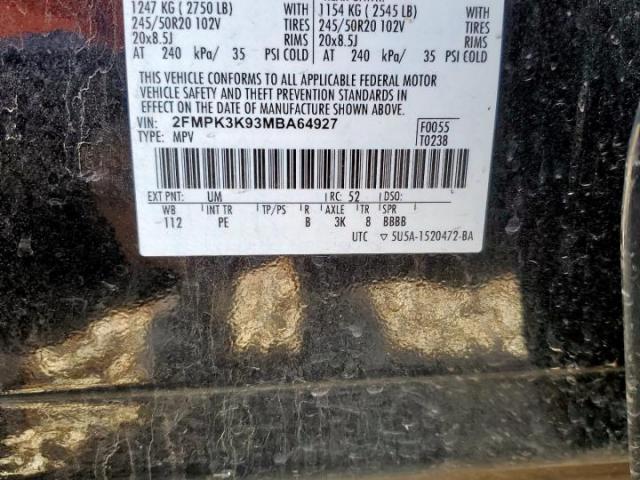 1247 KG ( 2750 LB) WITH 1154 KG ( 2545 LB) WITH
245/50R20 102V TIRES 245/50R20 102V TIRES
20x8.5J RIMS 20x8.5J RIMS
AT 240 kPa/ 35 PSI COLD AT 240 kPa/ 35 PSI COLD
THIS VEHICLE CONFORMS TO ALL APPLICABLE FEDERAL MOTOR
VEHICLE SAFETY AND THEFT PREVENTION STANDARDS IN
EFFECT ON THE DATE OF MANUFACTURE SHOWN ABOVE.
VIN: 2FMPK3K93MBA64927 F0055
TYPE: MPV T0238
EXT PNT: UM RC: 52 DSO:
WB INT TR TP/PS R AXLE TR SPR
112 PE B 3K 8 BBBB
UTC ▽ 5U5A-1520472-BA